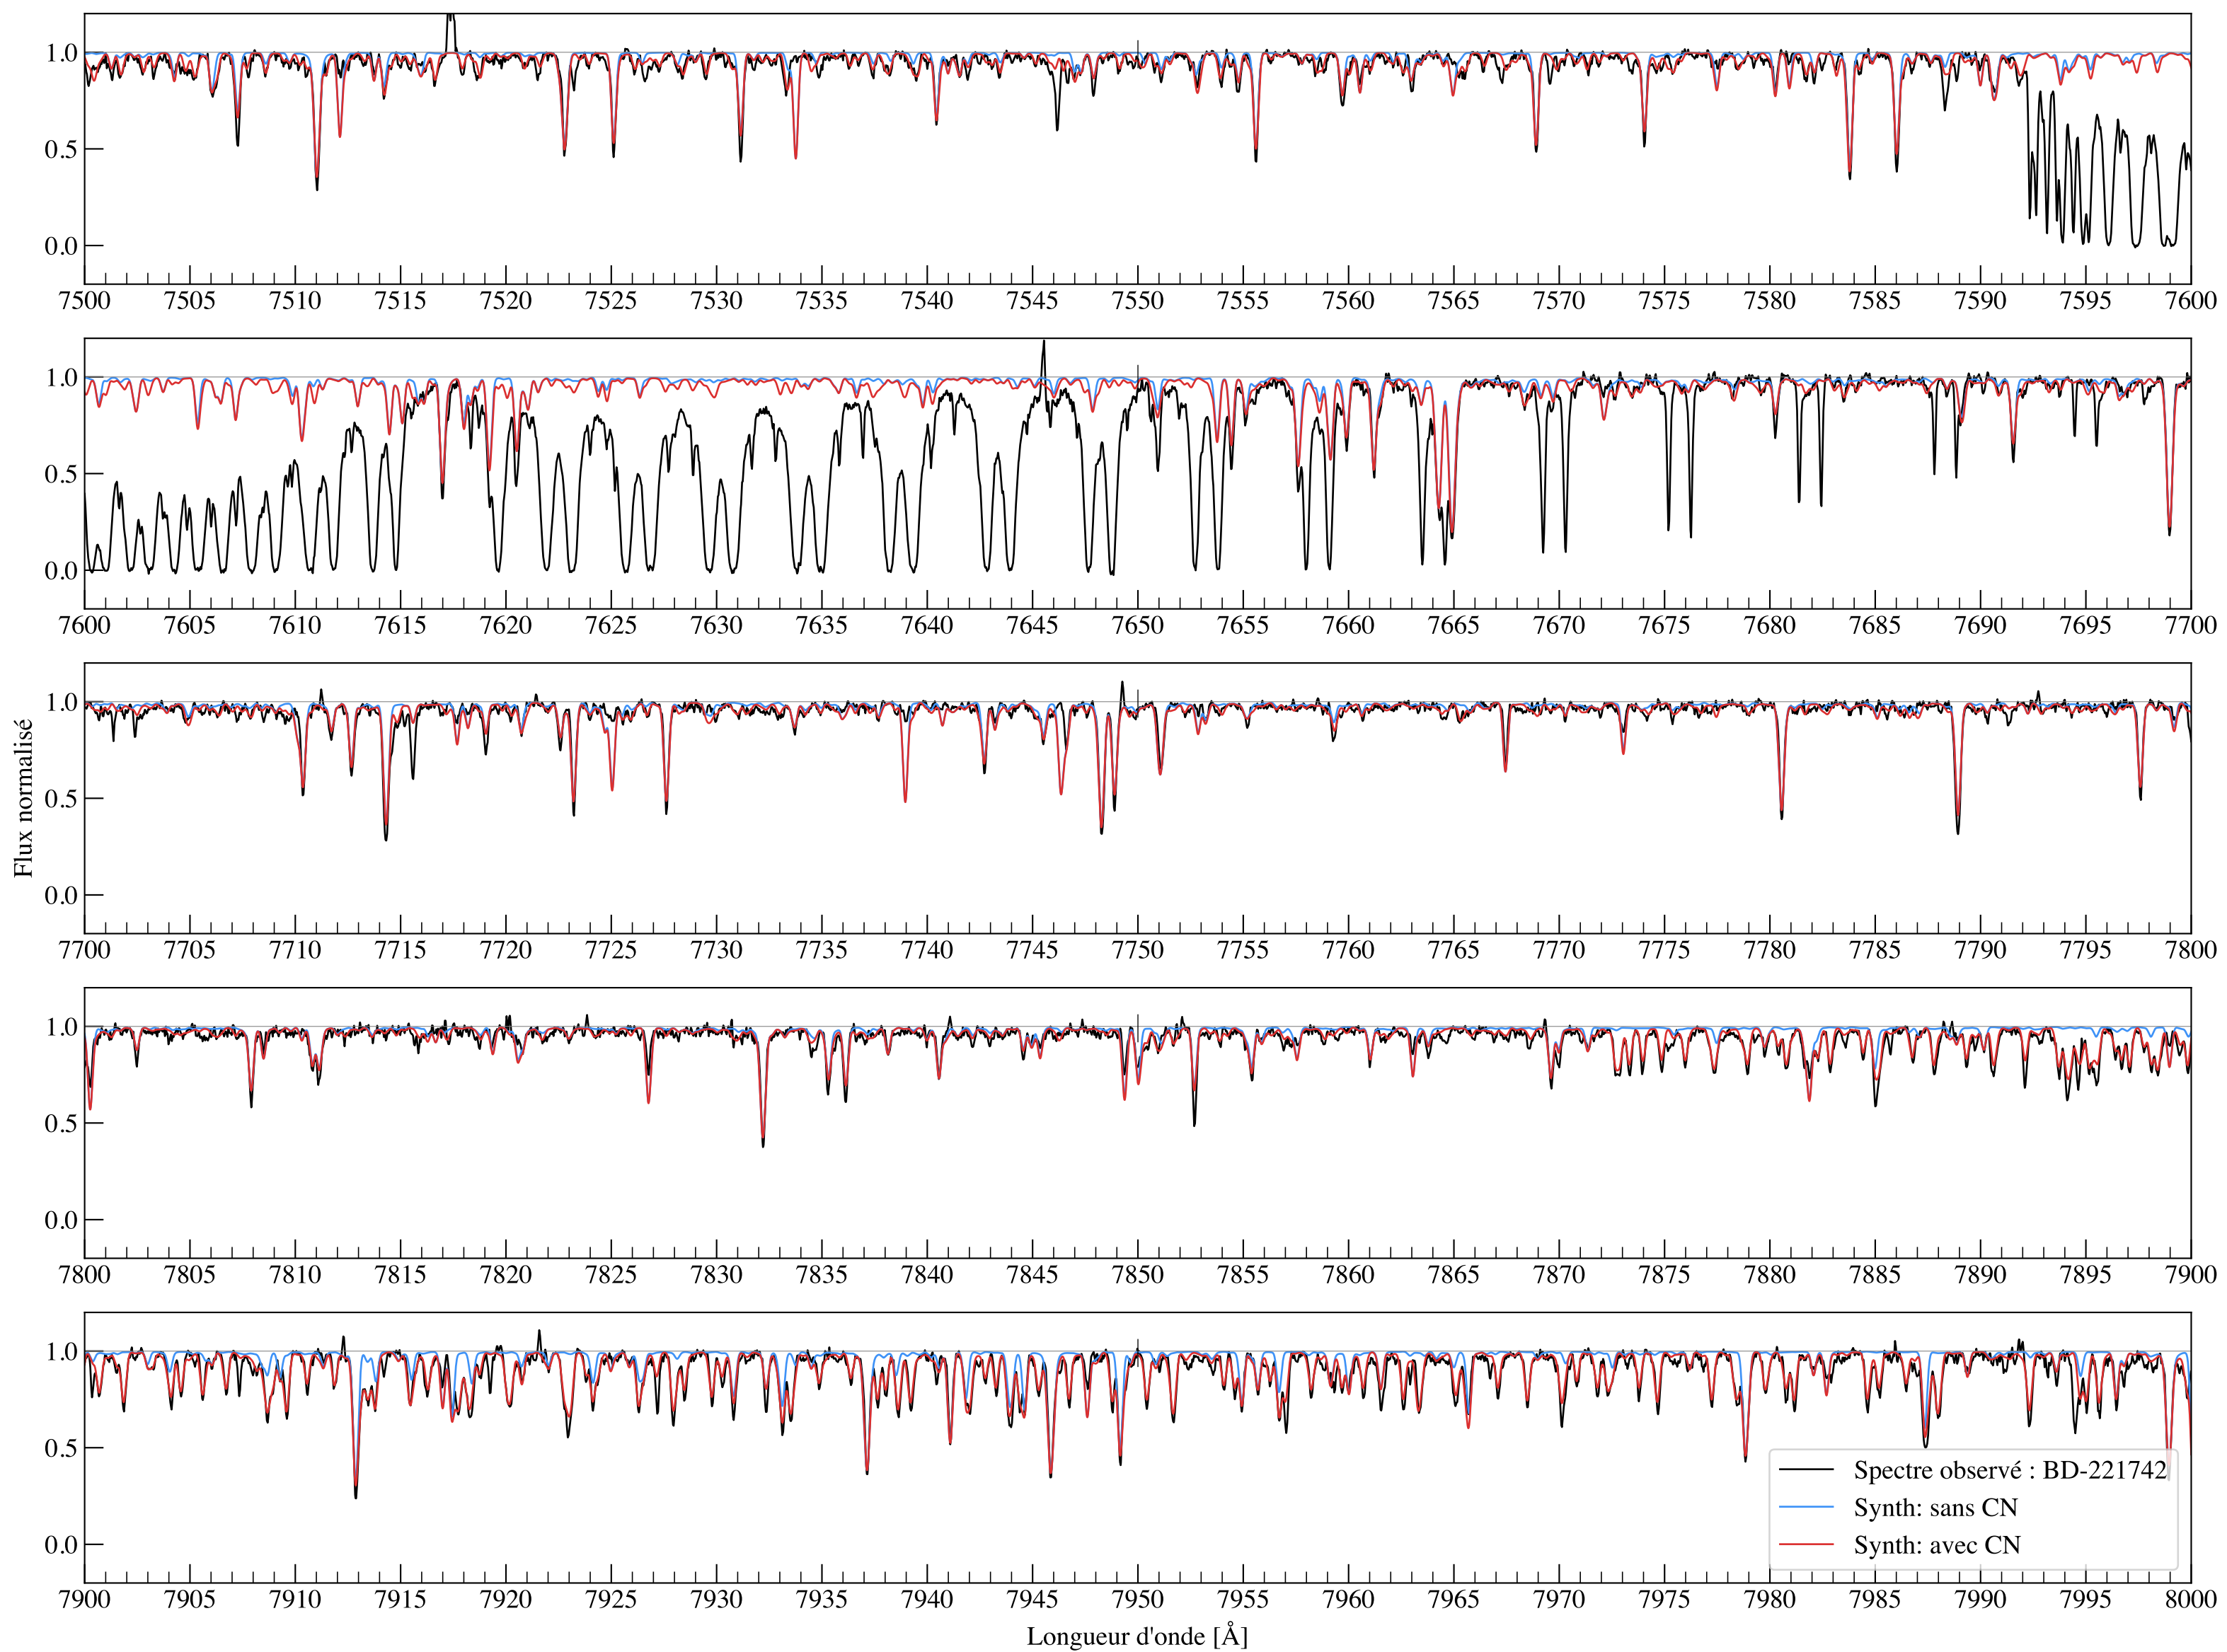 1.0
0.5
0.0
7500 7505 7510 7515 7520 7525 7530 7535 7540 7545 7550 7555 7560 7565 7570 7575 7580 7585 7590 7595 7600
1.0
0.5
0.0
7600 7605 7610 7615 7620 7625 7630 7635 7640 7645 7650 7655 7660 7665 7670 7675 7680 7685 7690 7695 7700
Flux normalisé
1.0
0.5
0.0
7700 7705 7710 7715 7720 7725 7730 7735 7740 7745 7750 7755 7760 7765 7770 7775 7780 7785 7790 7795 7800
1.0
0.5
0.0
7800 7805 7810 7815 7820 7825 7830 7835 7840 7845 7850 7855 7860 7865 7870 7875 7880 7885 7890 7895 7900
1.0
0.5
0.0
Spectre observé : BD-221742
Synth: sans CN
Synth: avec CN
7900 7905 7910 7915 7920 7925 7930 7935 7940 7945 7950 7955 7960 7965 7970 7975 7980 7985 7990 7995 8000
Longueur d'onde [Å]